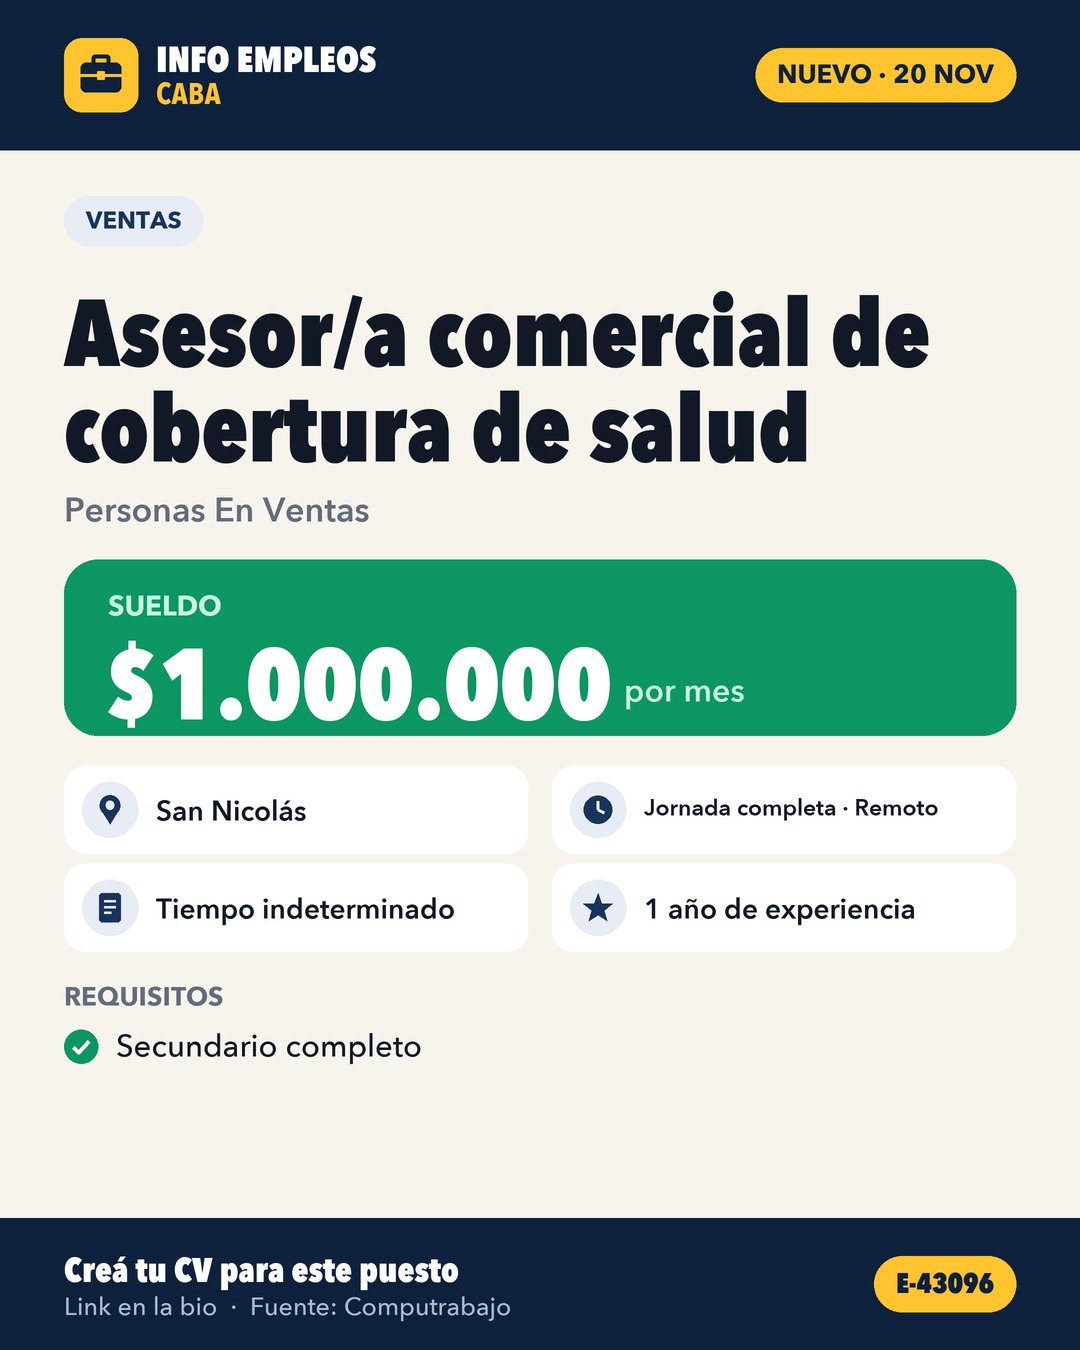 INFO EMPLEOS
CABA
NUEVO · 20 NOV
VENTAS
Asesor/a comercial de
cobertura de salud
Personas En Ventas
SUELDO
$1.000.000 por mes
San Nicolás
Jornada completa · Remoto
Tiempo indeterminado
1 año de experiencia
REQUISITOS
Secundario completo
Creá tu CV para este puesto
Link en la bio · Fuente: Computrabajo
E-43096